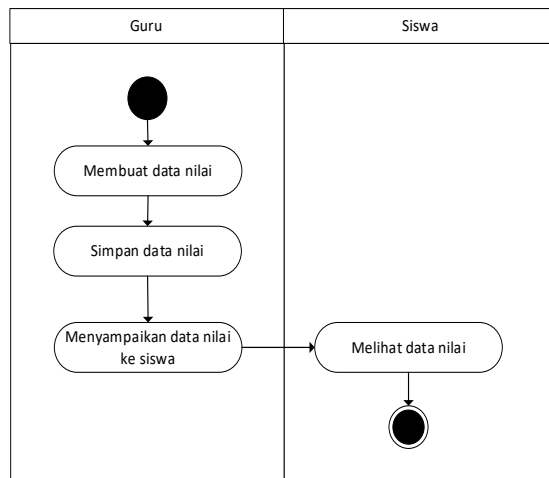 Guru
Siswa
Membuat data nilai
Simpan data nilai
Menyampaikan data nilai
ke siswa
Melihat data nilai